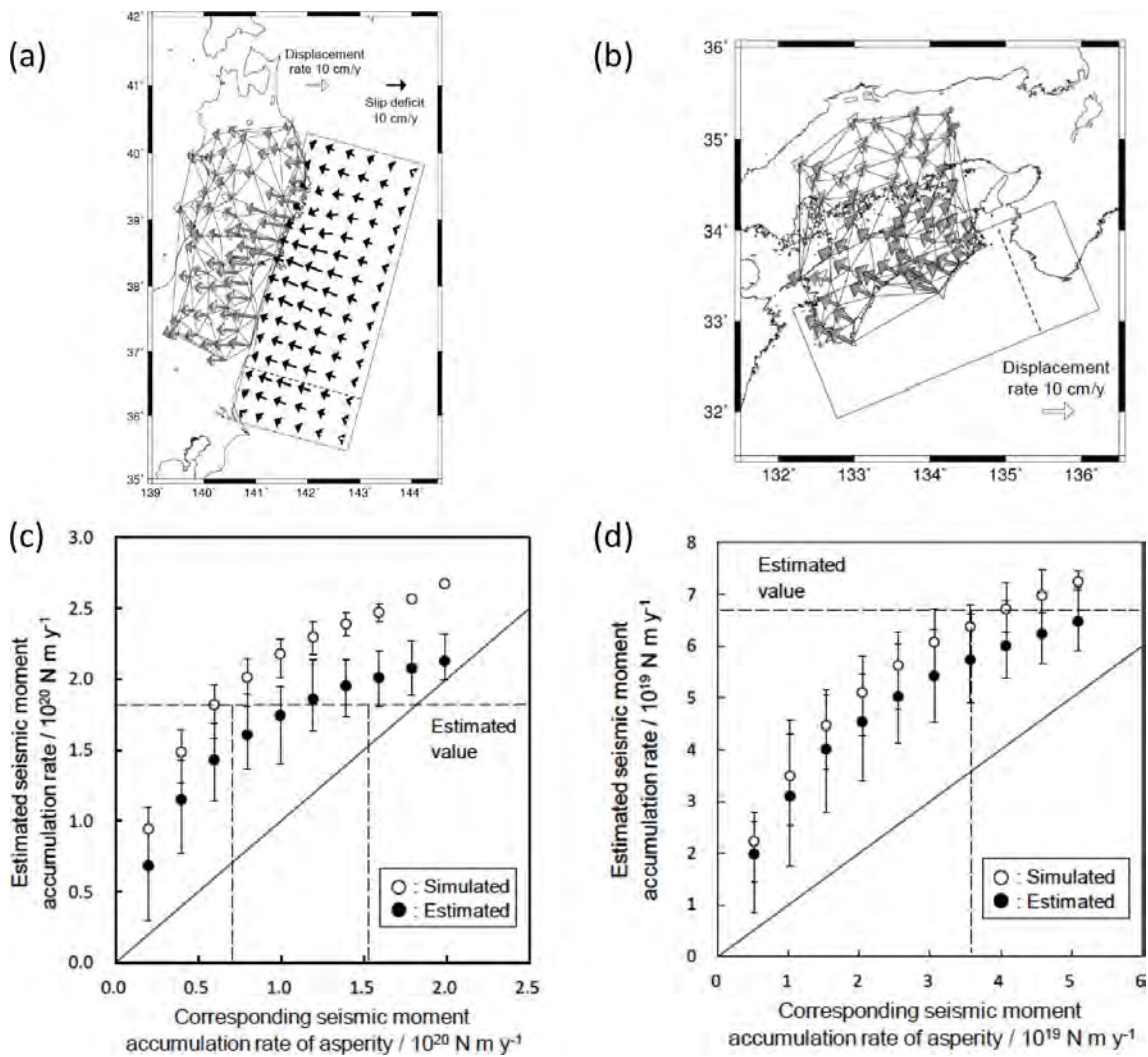 (a)
42˚
41˚
40˚
39˚
38˚
37˚
36˚
35˚
139˚ 140˚ 141˚ 142˚ 143˚ 144˚
Displacement
rate 10 cm/y
Slip deficit
10 cm/y
(b)
36˚
35˚
34˚
33˚
32˚
132˚ 133˚ 134˚ 135˚ 136˚
Displacement
rate 10 cm/y
(c)
Estimated seismic moment
accumulation rate / 10²⁰ N m y⁻¹
3.0
2.5
2.0
1.5
1.0
0.5
0.0
Estimated
value
○ : Simulated
● : Estimated
0.0 0.5 1.0 1.5 2.0 2.5
Corresponding seismic moment
accumulation rate of asperity / 10²⁰ N m y⁻¹
(d)
Estimated seismic moment
accumulation rate / 10¹⁹ N m y⁻¹
8
7
6
5
4
3
2
1
0
Estimated
value
○ : Simulated
● : Estimated
0 1 2 3 4 5 6
Corresponding seismic moment
accumulation rate of asperity / 10¹⁹ N m y⁻¹